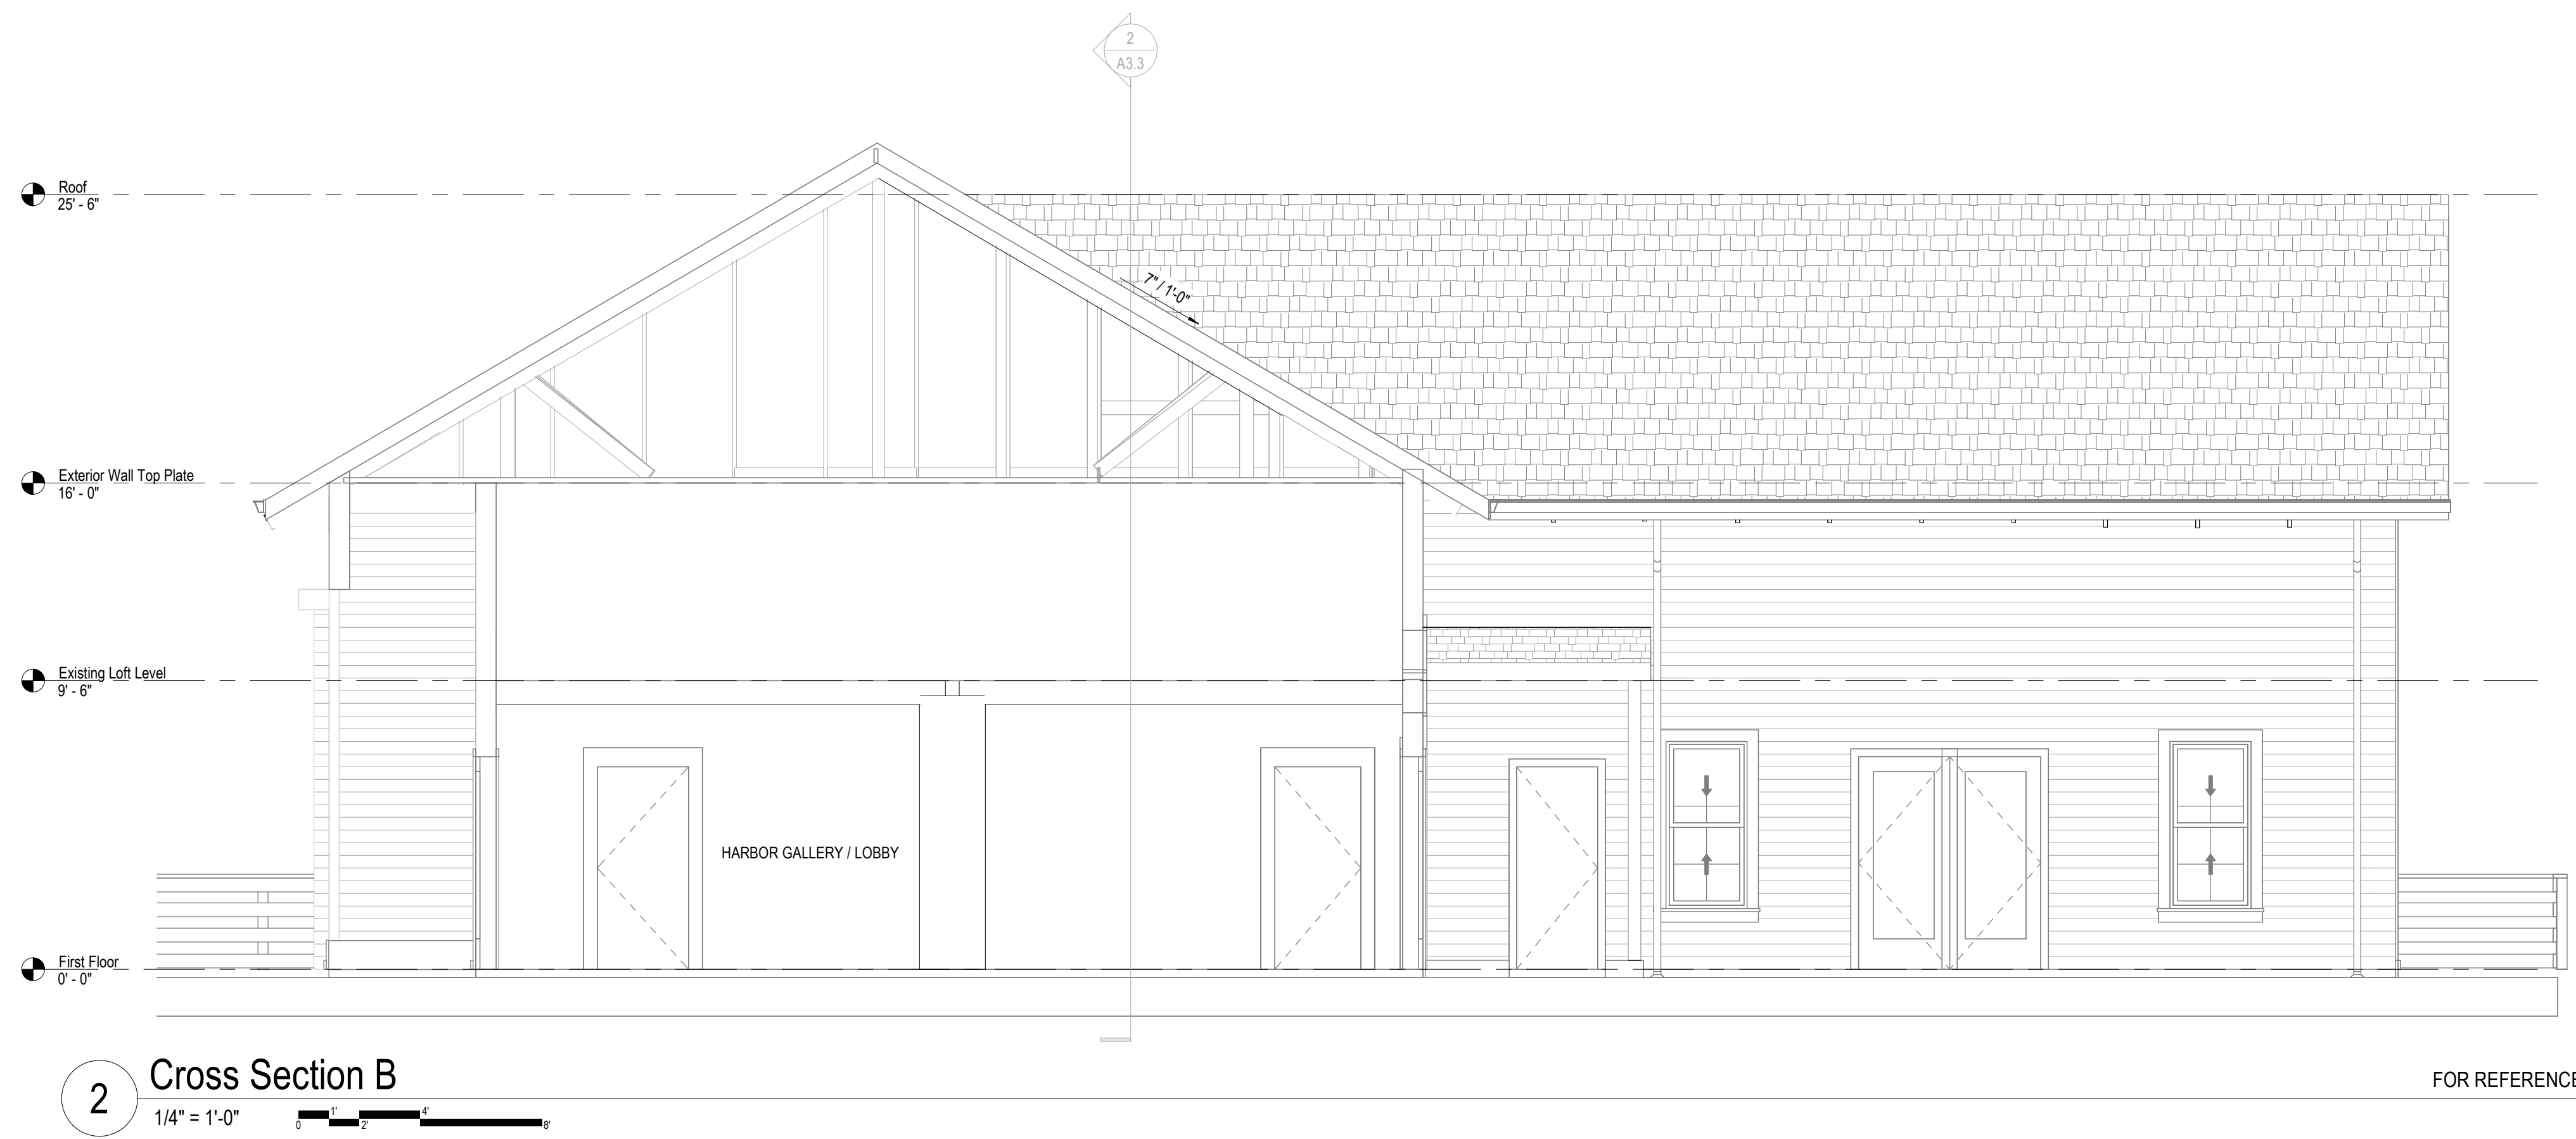 2
A3.3
Roof
25' - 6"
7" / 1'-0"
Exterior Wall Top Plate
16' - 0"
Existing Loft Level
9' - 6"
HARBOR GALLERY / LOBBY
First Floor
0' - 0"
2
Cross Section B
FOR REFERENCE
1/4" = 1'-0"
0
1'
2'
4'
8'